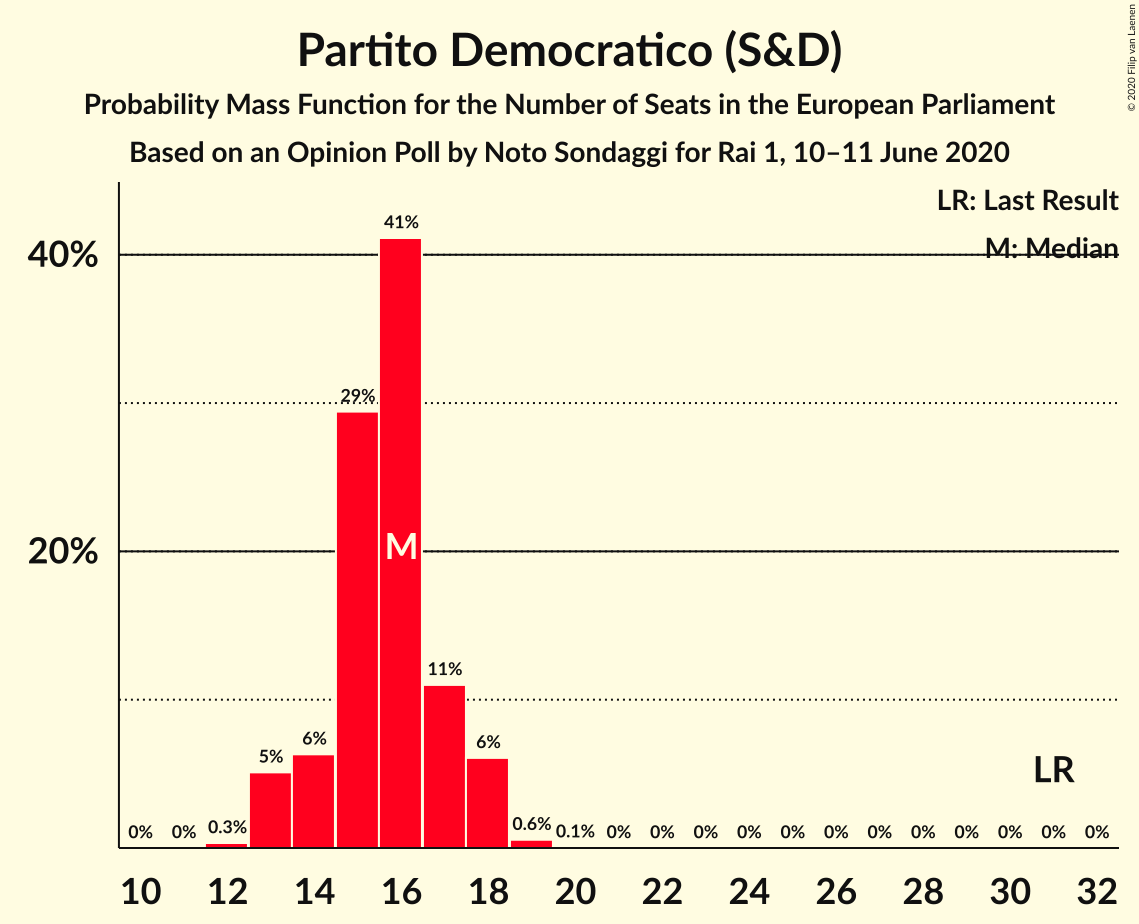 Partito Democratico (S&D)
Probability Mass Function for the Number of Seats in the European Parliament
Based on an Opinion Poll by Noto Sondaggi for Rai 1, 10–11 June 2020
© 2020 Filip van Laenen
LR: Last Result
M: Median
40%
20%
0% 0% 0.3% 5% 6% 29% 41% 11% 6% 0.6% 0.1% 0% 0% 0% 0% 0% 0% 0% 0% 0% 0% 0% 0%
M
LR
10 12 14 16 18 20 22 24 26 28 30 32